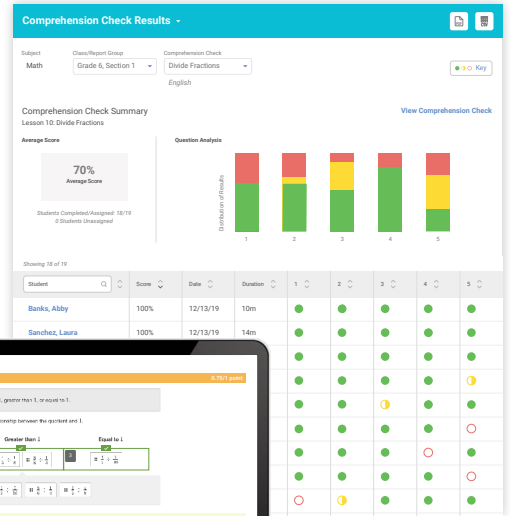 Comprehension Check Results
PDF
CSV
Subject
Class/Report Group
Comprehension Check
Math
Grade 6, Section 1
Divide Fractions
Key
English
Comprehension Check Summary
View Comprehension Check
Lesson 10: Divide Fractions
Average Score
Question Analysis
70%
Average Score
Students Completed/Assigned: 18/19
0 Students Unassigned
Distribution of Results
1 2 3 4 5
Showing 18 of 19
Student Score Date Duration 1 2 3 4 5
Banks, Abby 100% 12/13/19 10m
Sanchez, Laura 100% 12/13/19 14m
0.75/1 point
, greater than 1, or equal to 1.
ionship between the quotient and 1.
Greater than 1
Equal to 1